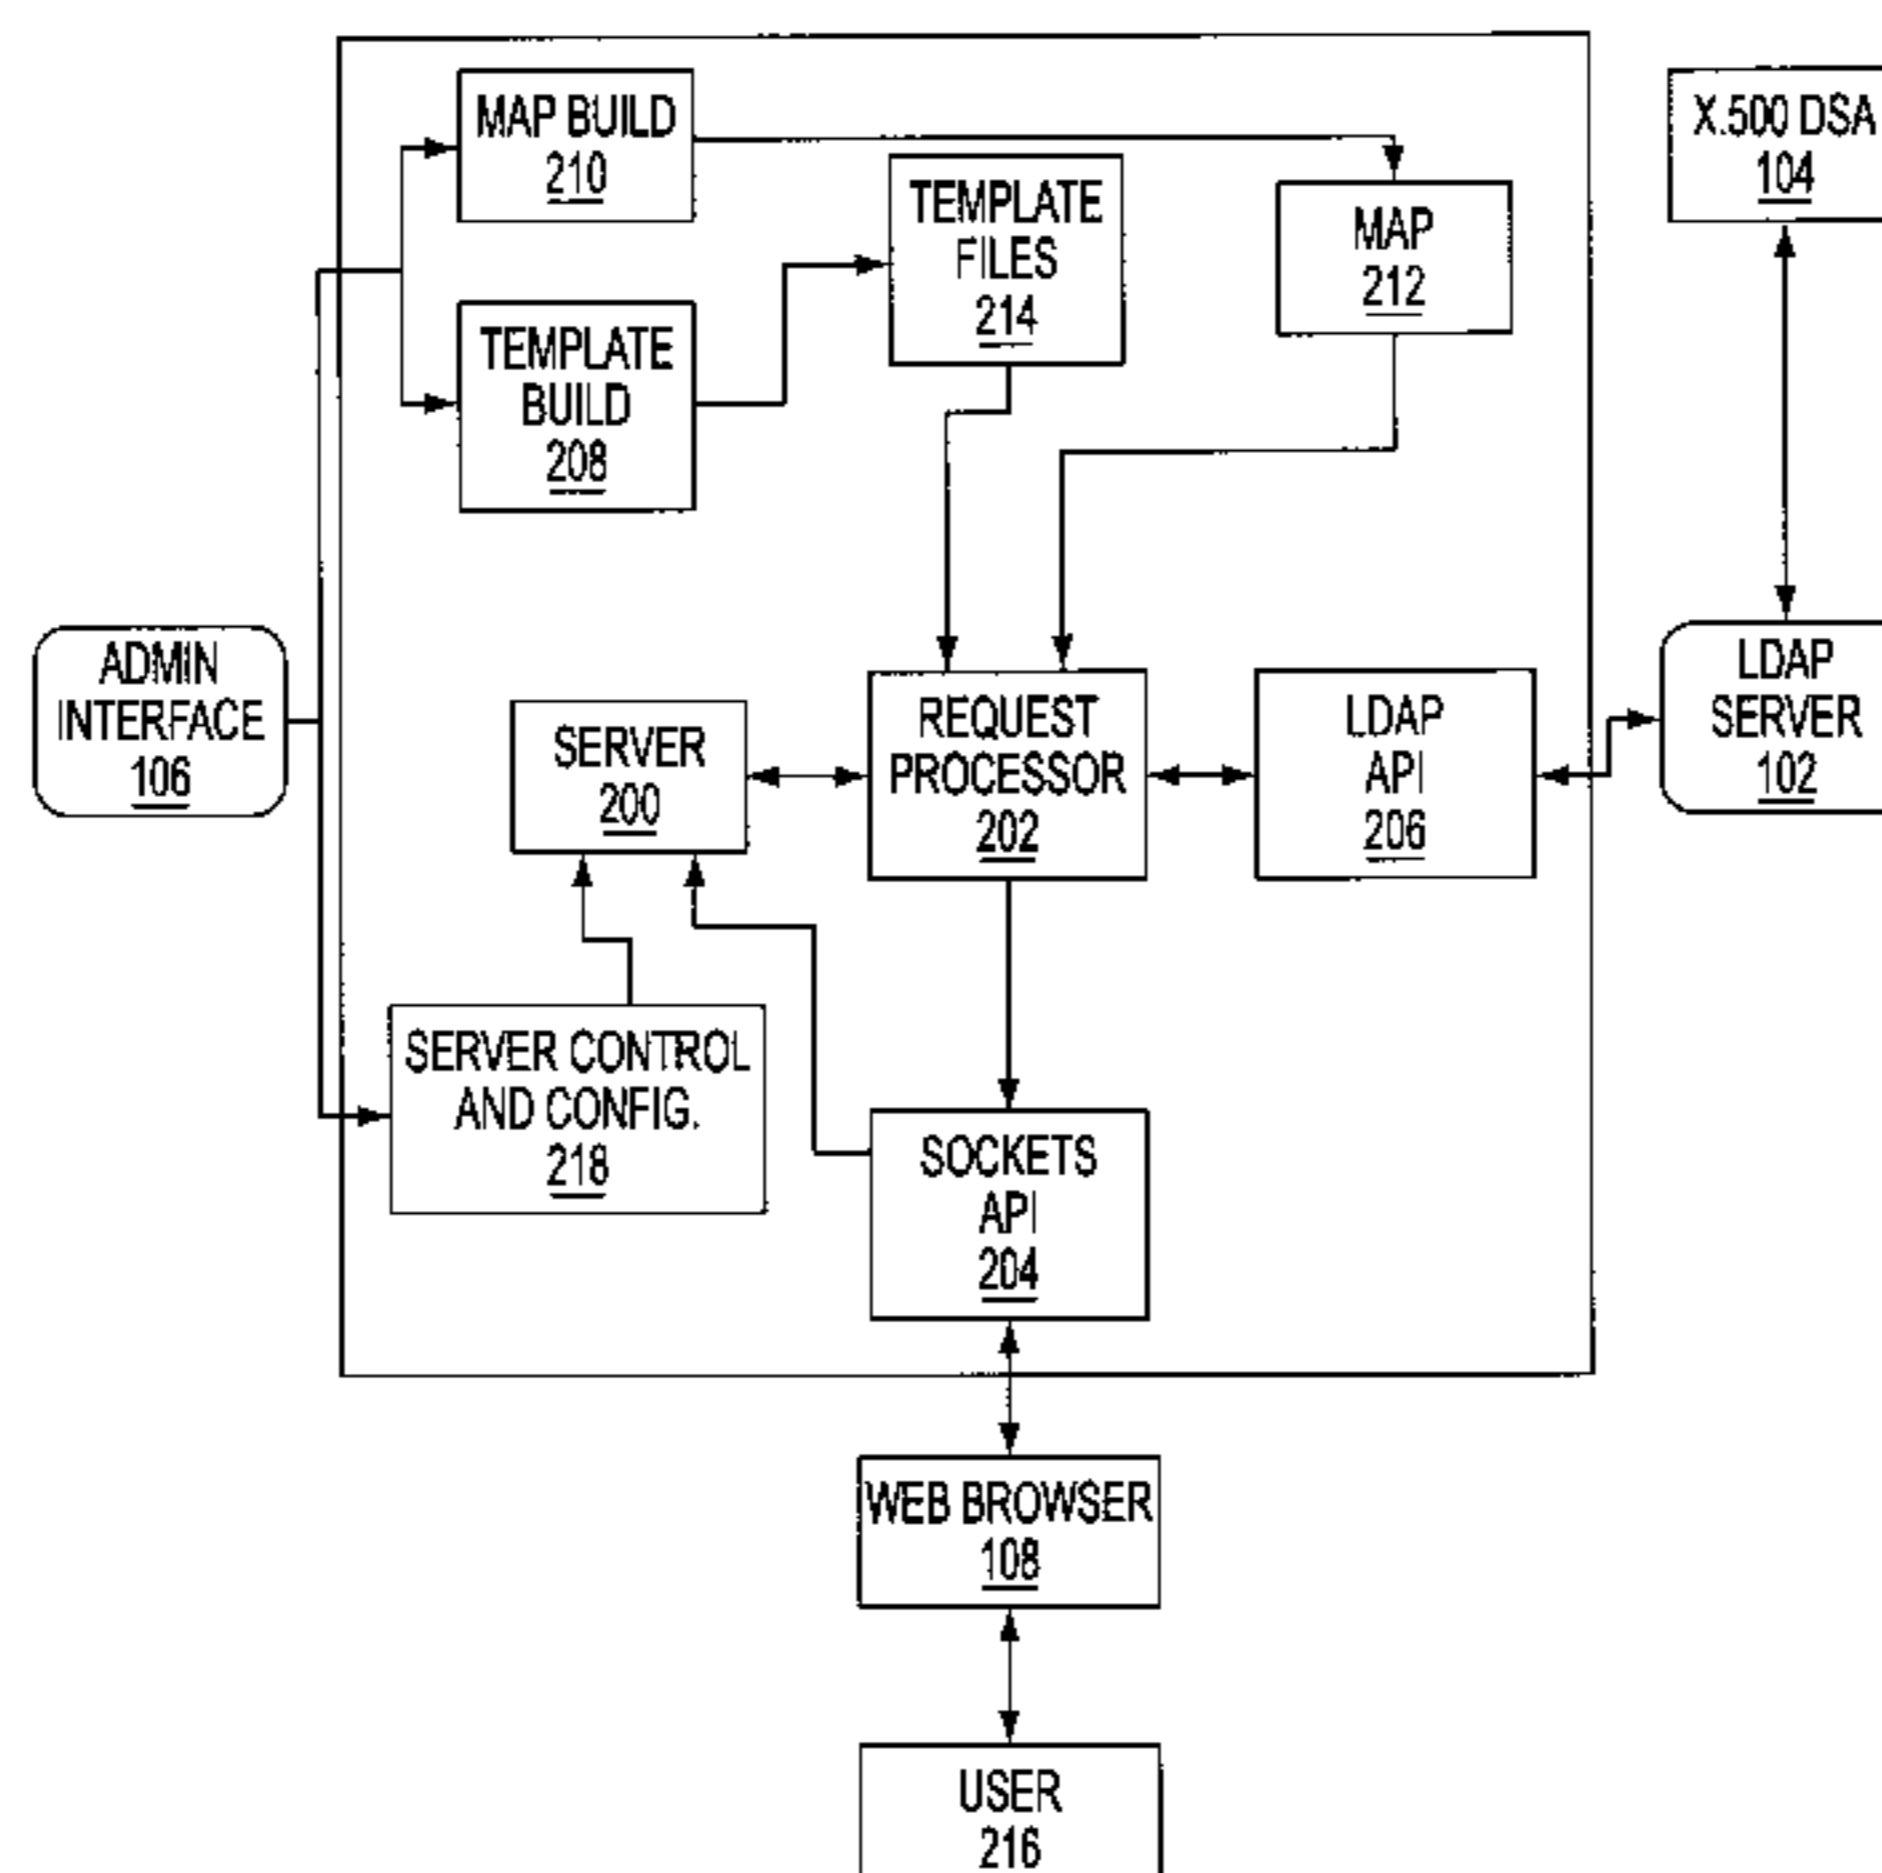 MAP BUILD
210
TEMPLATE
FILES
214
MAP
212
X.500 DSA
104
TEMPLATE
BUILD
208
ADMIN
INTERFACE
106
SERVER
200
REQUEST
PROCESSOR
202
LDAP
API
206
LDAP
SERVER
102
SERVER CONTROL
AND CONFIG.
218
SOCKETS
API
204
WEB BROWSER
108
USER
216